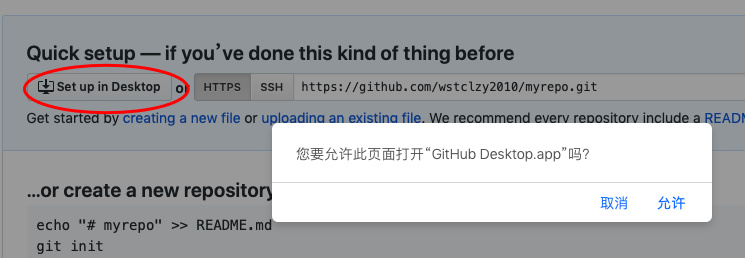 Quick setup — if you’ve done this kind of thing before
Set up in Desktop or HTTPS SSH https://github.com/wstclzy2010/myrepo.git
Get started by creating a new file or uploading an existing file. We recommend every repository include a READ
您要允许此页面打开“GitHub Desktop.app”吗?
取消 允许
…or create a new repository
echo "# myrepo" >> README.md
git init